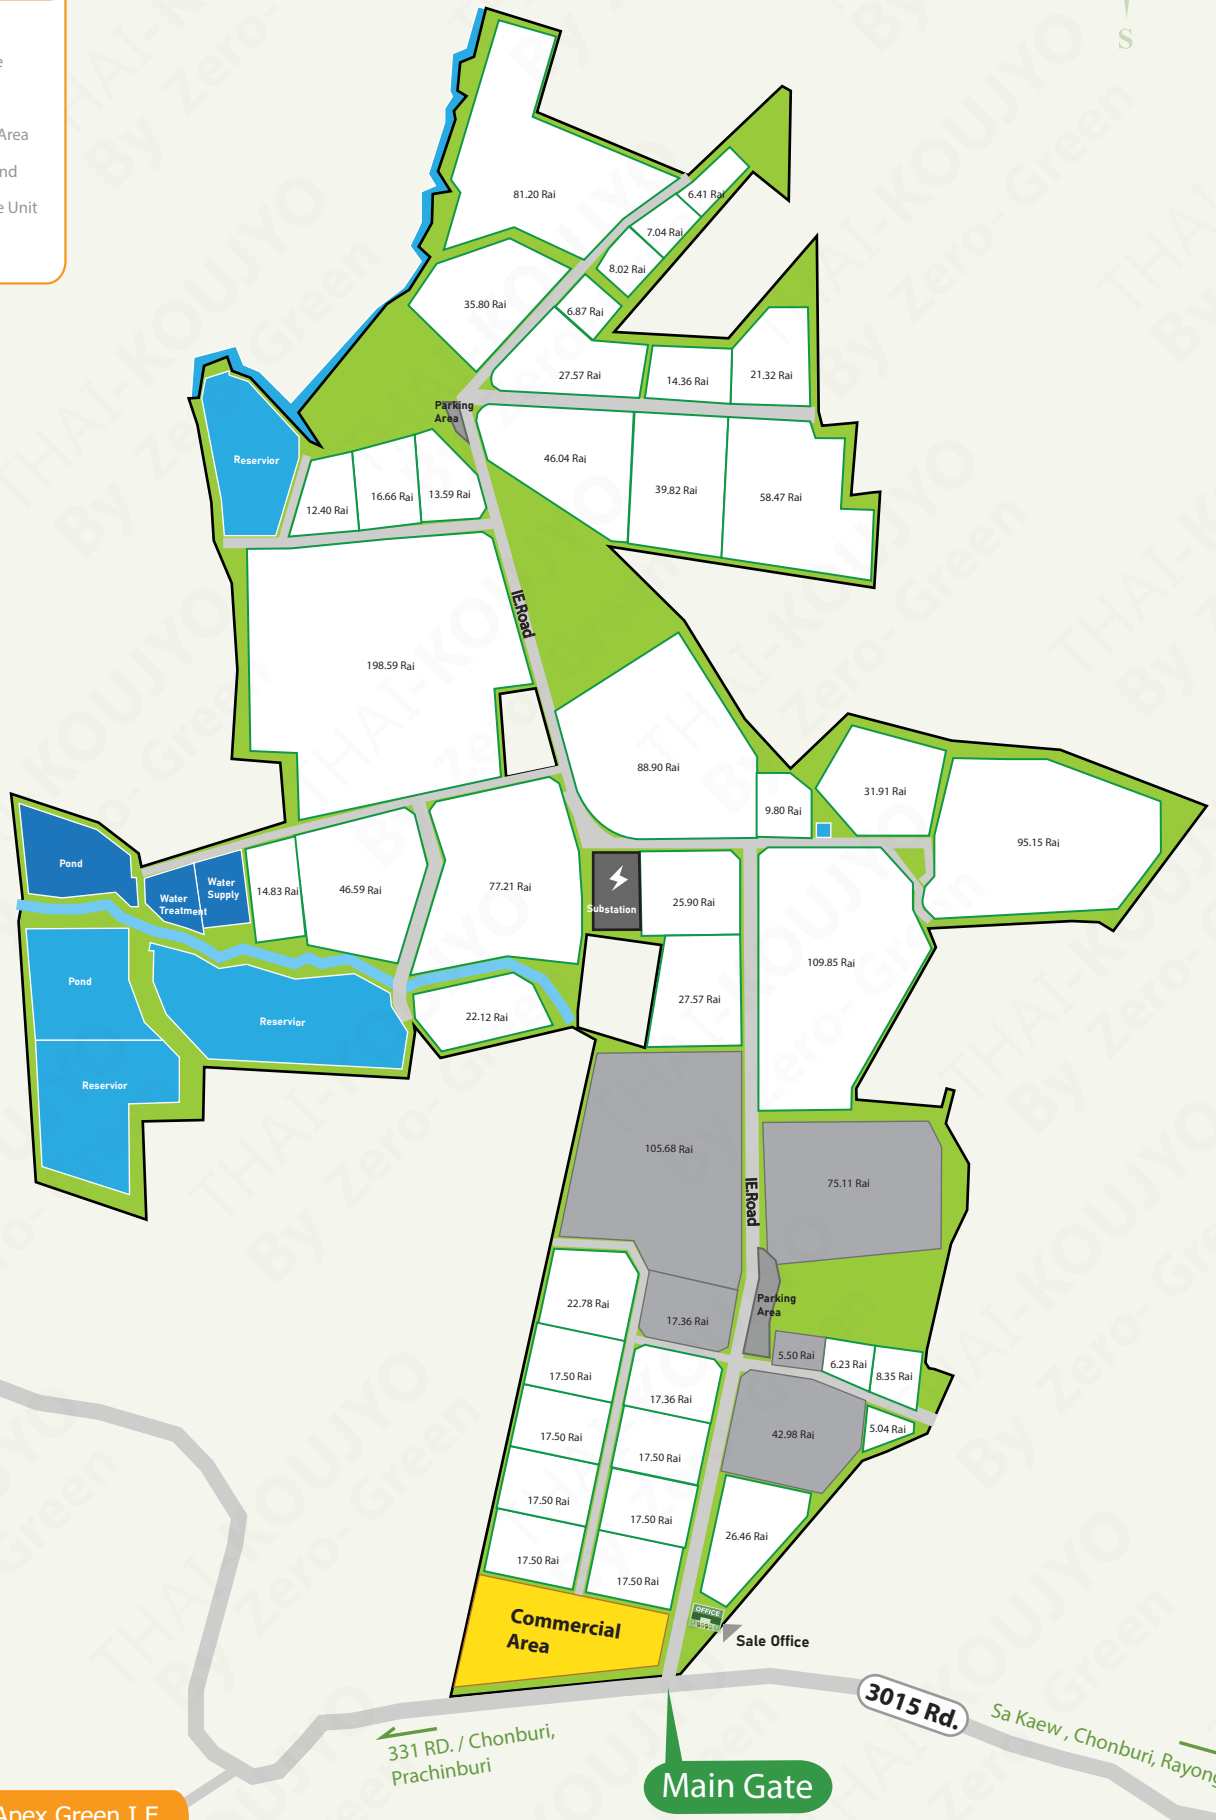 S
e
Area
nd
e Unit
81.20 Rai
6.41 Rai
7.04 Rai
8.02 Rai
35.80 Rai
6.87 Rai
27.57 Rai
14.36 Rai
21.32 Rai
Parking
Area
Reservior
12.40 Rai
16.66 Rai
13.59 Rai
46.04 Rai
39.82 Rai
58.47 Rai
IE.Road
198.59 Rai
88.90 Rai
9.80 Rai
31.91 Rai
95.15 Rai
Pond
Water
Treatment
Water
Supply
14.83 Rai
46.59 Rai
77.21 Rai
Substation
25.90 Rai
109.85 Rai
Pond
Reservior
22.12 Rai
27.57 Rai
Reservior
105.68 Rai
75.11 Rai
IE.Road
22.78 Rai
17.36 Rai
Parking
Area
5.50 Rai
6.23 Rai
8.35 Rai
17.50 Rai
17.36 Rai
42.98 Rai
5.04 Rai
17.50 Rai
17.50 Rai
17.50 Rai
17.50 Rai
26.46 Rai
17.50 Rai
17.50 Rai
Commercial
Area
OFFICE
Sale Office
3015 Rd.
331 RD. / Chonburi,
Prachinburi
Sa Kaew , Chonburi, Rayong
Main Gate
Apex Green I.E.
THAI-KOUJYO
By Zero- Green